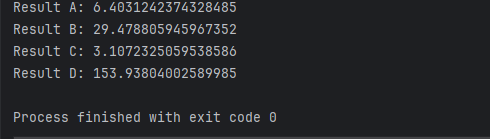 Result A: 6.4031242374328485
Result B: 29.478805945967352
Result C: 3.1072325059538586
Result D: 153.93804002589985
Process finished with exit code 0